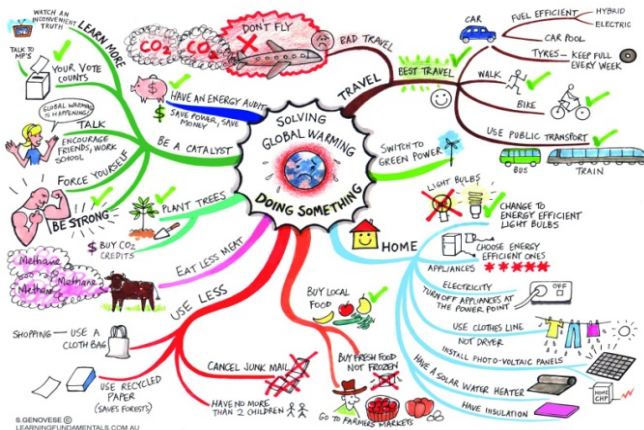 SOLVING
GLOBAL WARMING
DOING SOMETHING
TRAVEL
BAD TRAVEL
DON'T FLY
CO2
CO2
BEST TRAVEL
CAR
FUEL EFFICIENT
HYBRID
ELECTRIC
CAR POOL
TYRES
KEEP FULL
EVERY WEEK
WALK
BIKE
USE PUBLIC TRANSPORT
BUS
TRAIN
SWITCH TO
GREEN POWER
HOME
LIGHT BULBS
CHANGE TO
ENERGY EFFICIENT
LIGHT BULBS
APPLIANCES
CHOOSE ENERGY
EFFICIENT ONES
ELECTRICITY
TURN OFF APPLIANCES AT
THE POWER POINT
OFF
USE CLOTHES LINE
NOT DRYER
INSTALL PHOTO-VOLTAIC PANELS
HAVE A SOLAR WATER HEATER
HOME
CHP
HAVE INSULATION
BUY LOCAL
FOOD
BUY FRESH FOOD
NOT FROZEN
GO TO FARMERS MARKETS
USE LESS
SHOPPING
USE A
CLOTH BAG
USE RECYCLED
PAPER
(SAVES FORESTS)
CANCEL JUNK MAIL
HAVE NO MORE
THAN 2 CHILDREN
EAT LESS MEAT
Methane
Methane
Methane
PLANT TREES
$ BUY CO2
CREDITS
BE A CATALYST
LEARN MORE
WATCH AN
INCONVENIENT
TRUTH
YOUR VOTE
COUNTS
TALK TO
MP'S
TALK
GLOBAL WARMING
IS HAPPENING!
ENCOURAGE
FRIENDS, WORK
SCHOOL
FORCE YOURSELF
BE STRONG
HAVE AN ENERGY AUDIT
$ SAVE POWER, SAVE
MONEY
S.GENOVESE ©
LEARNINGFUNDAMENTALS.COM.AU